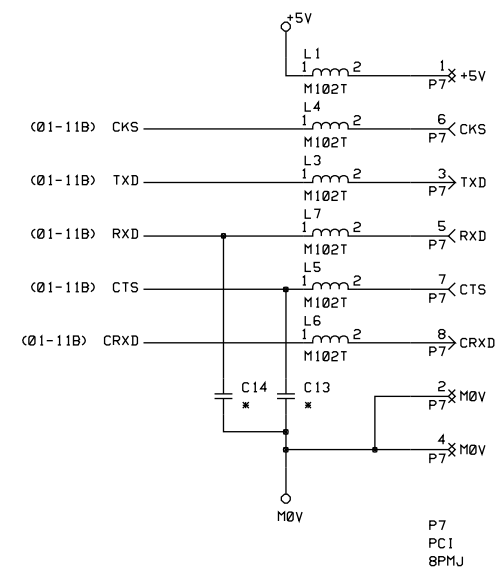 +5V
L1
1 2 1 +5V
M102T P7
L4
(01-11B) CKS 1 2 6 CKS
M102T P7
L3
(01-11B) TXD 1 2 3 TXD
M102T P7
L7
(01-11B) RXD 1 2 5 RXD
M102T P7
L5
(01-11B) CTS 1 2 7 CTS
M102T P7
L6
(01-11B) CRXD 1 2 8 CRXD
M102T P7
C14 C13 2 M0V
* * P7
4 M0V
P7
M0V
P7
PCI
8PMJ